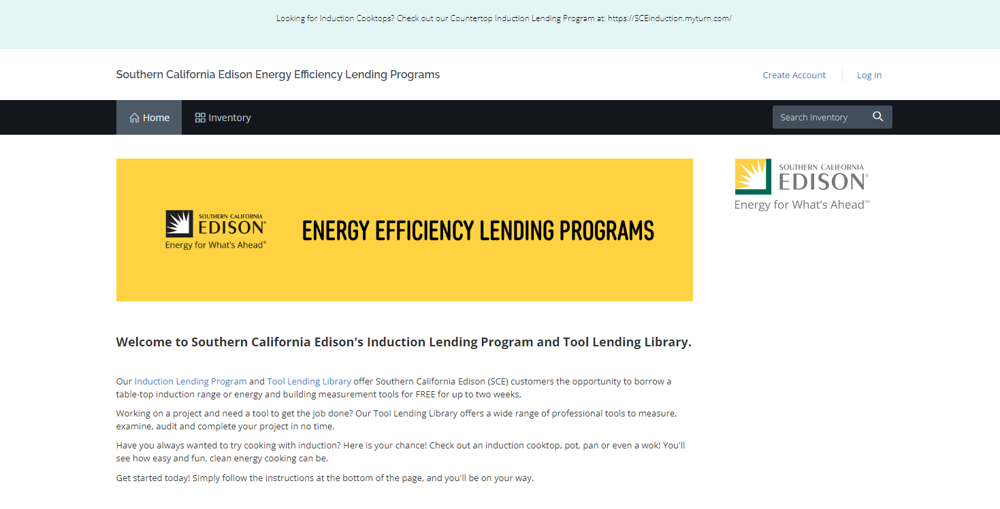 Looking for Induction Cooktops? Check out our Countertop Induction Lending Program at: https://SCEinduction.myturn.com/
Southern California Edison Energy Efficiency Lending Programs
Create Account
Log In
Home
Inventory
Search Inventory
SOUTHERN CALIFORNIA
EDISON®
Energy for What's Ahead®
ENERGY EFFICIENCY LENDING PROGRAMS
SOUTHERN CALIFORNIA
EDISON®
Energy for What's Ahead℠
Welcome to Southern California Edison's Induction Lending Program and Tool Lending Library.
Our Induction Lending Program and Tool Lending Library offer Southern California Edison (SCE) customers the opportunity to borrow a
table-top induction range or energy and building measurement tools for FREE for up to two weeks.
Working on a project and need a tool to get the job done? Our Tool Lending Library offers a wide range of professional tools to measure,
examine, audit and complete your project in no time.
Have you always wanted to try cooking with induction? Here is your chance! Check out an induction cooktop, pot, pan or even a wok! You'll
see how easy and fun, clean energy cooking can be.
Get started today! Simply follow the instructions at the bottom of the page, and you'll be on your way.